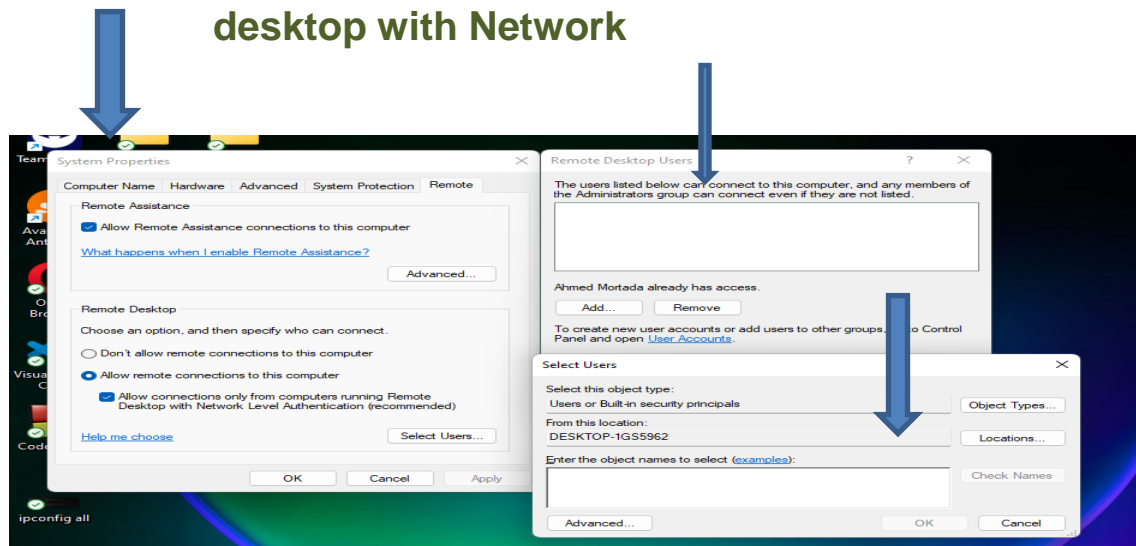 desktop with Network
Team
System Properties
Computer Name Hardware Advanced System Protection Remote
Remote Assistance
Allow Remote Assistance connections to this computer
What happens when I enable Remote Assistance?
Advanced...
Remote Desktop
Choose an option, and then specify who can connect.
Don't allow remote connections to this computer
Allow remote connections to this computer
Allow connections only from computers running Remote
Desktop with Network Level Authentication (recommended)
Help me choose
Select Users...
OK Cancel Apply
Remote Desktop Users ?
The users listed below can connect to this computer, and any members of
the Administrators group can connect even if they are not listed.
Ahmed Mortada already has access.
Add... Remove
To create new user accounts or add users to other groups, to Control
Panel and open User Accounts.
Select Users
Select this object type:
Users or Built-in security principals
Object Types...
From this location:
DESKTOP-1GS5962
Locations...
Enter the object names to select (examples):
Check Names
Advanced...
OK Cancel
Ava
Ant
O
Bro
Visua
C
Code
ipconfig all